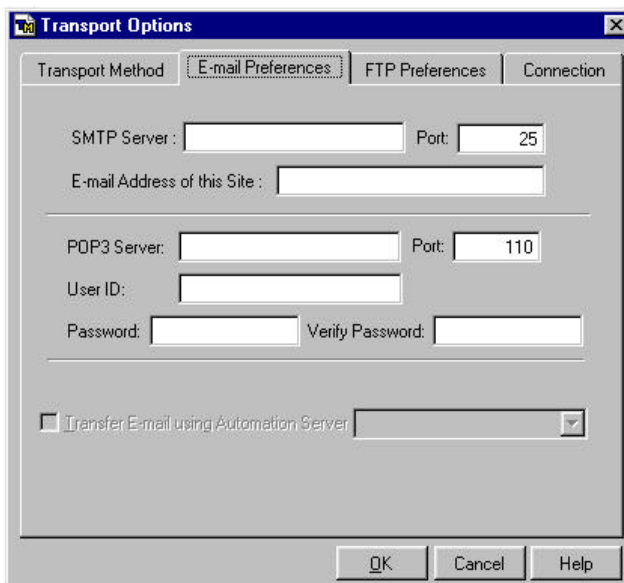 Transport Options
Transport Method E-mail Preferences FTP Preferences Connection
SMTP Server : Port: 25
E-mail Address of this Site :
POP3 Server: Port: 110
User ID:
Password: Verify Password:
Transfer E-mail using Automation Server
OK Cancel Help